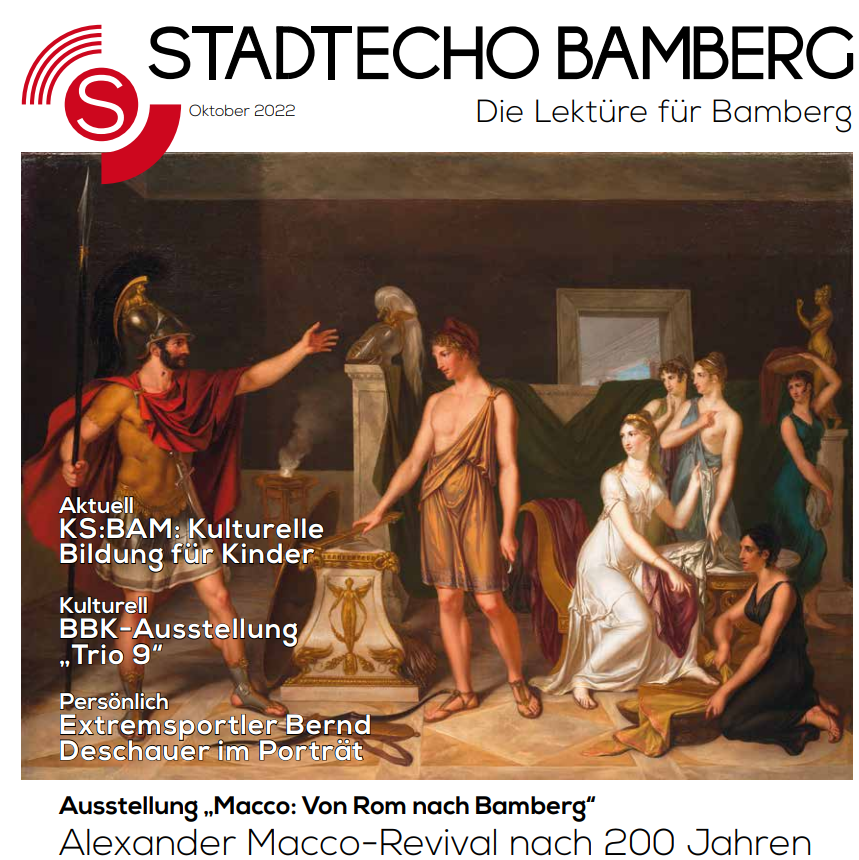 STADTECHO BAMBERG
S
Oktober 2022
Die Lektüre für Bamberg
Aktuell
KS:BAM: Kulturelle
Bildung für Kinder
Kulturell
BBK-Ausstellung
„Trio 9“
Persönlich
Extremsportler Bernd
Deschauer im Porträt
Ausstellung „Macco: Von Rom nach Bamberg“
Alexander Macco-Revival nach 200 Jahren